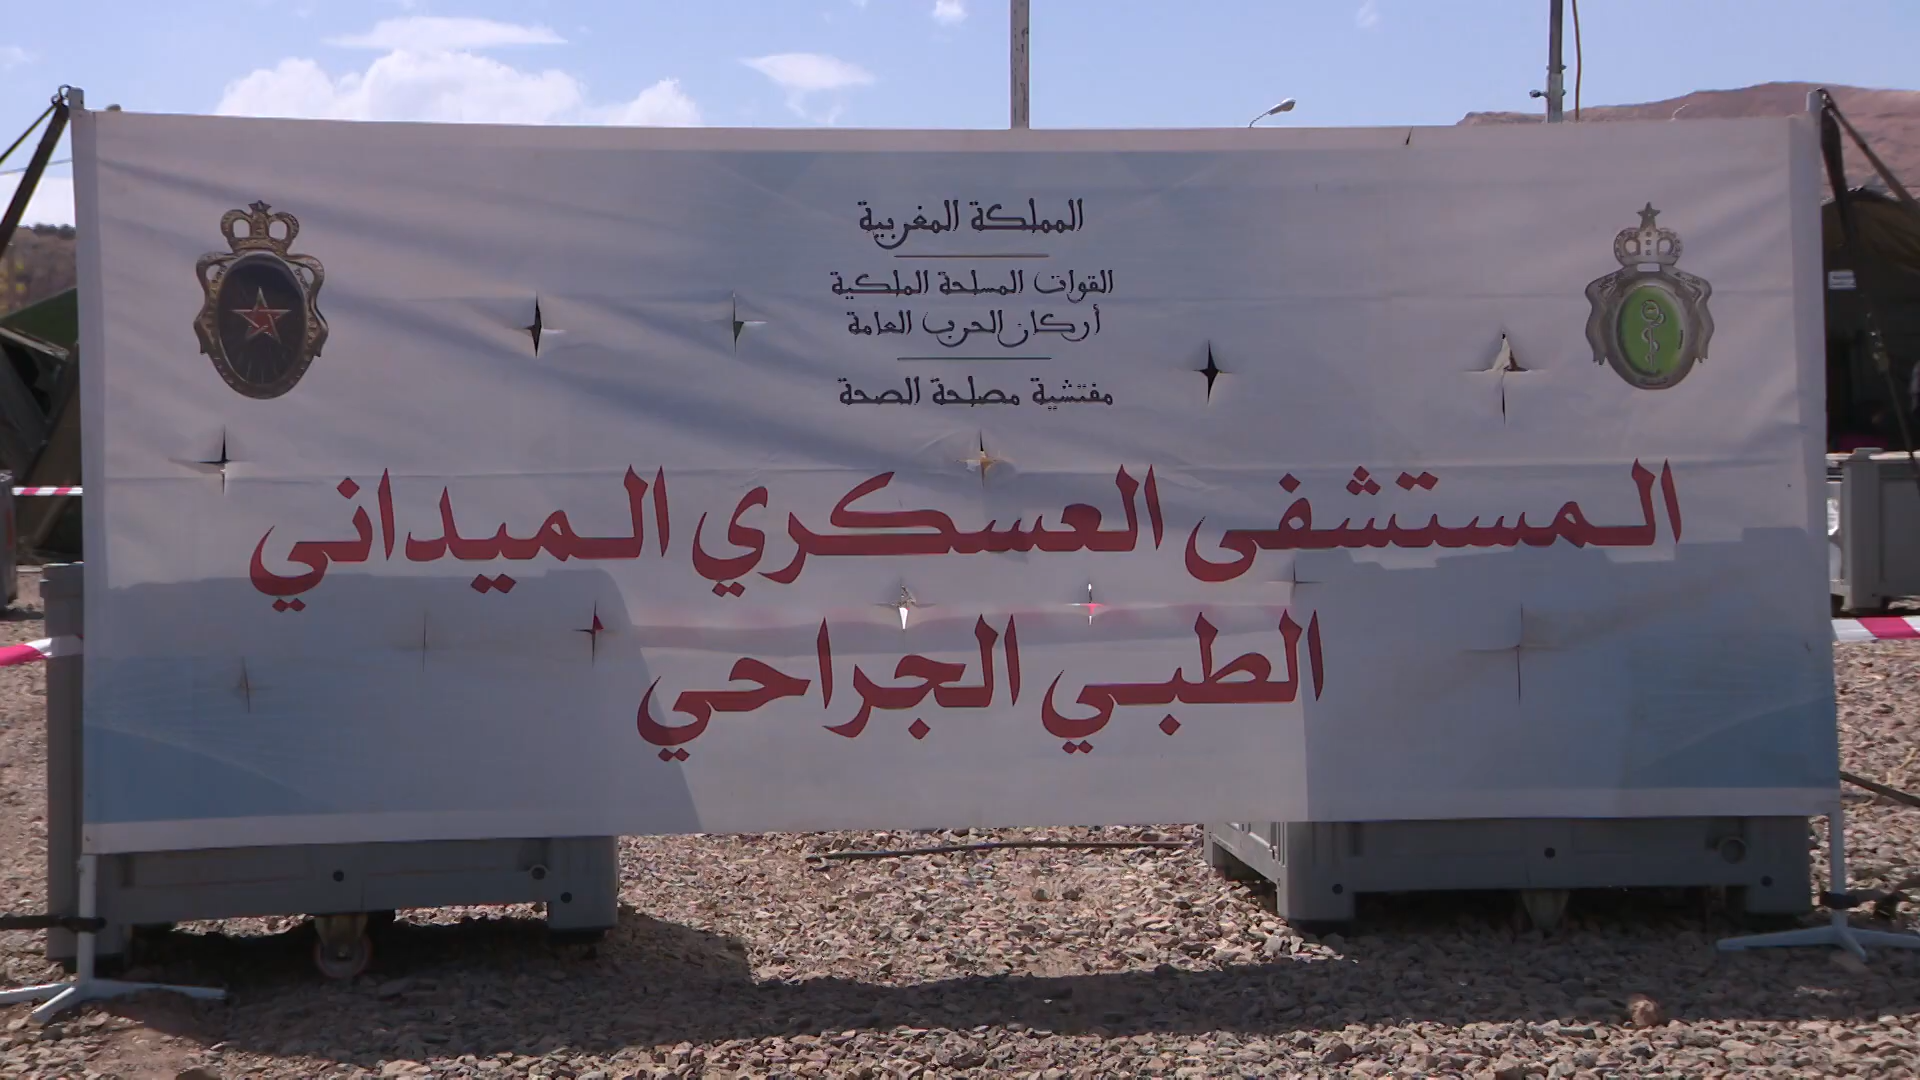 المملكة المغربية
القوات المسلحة الملكية
أركان الحرب العامة
مفتشية مصلحة الصحة
المستشفى العسكري الميداني
الطبي الجراحي